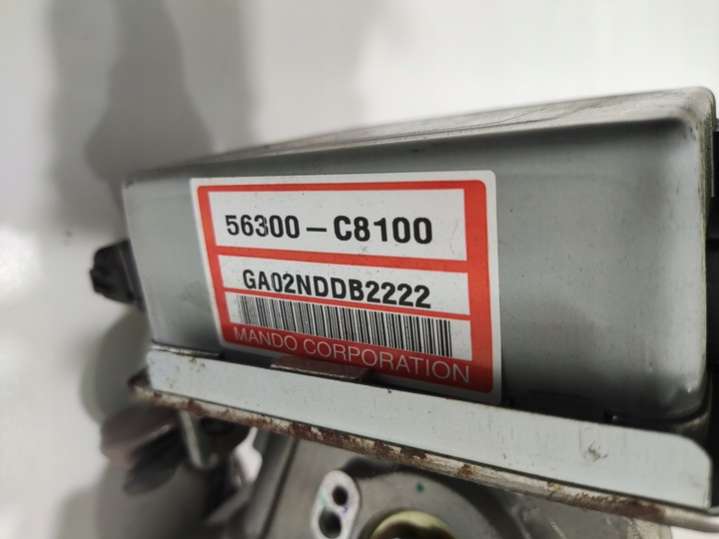 56300-C8100
GA02NDDB2222
MANDO CORPORATION